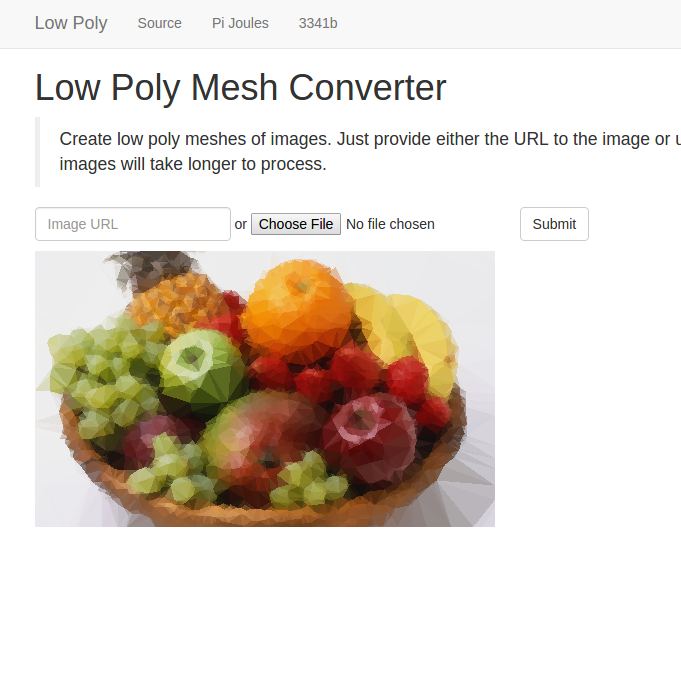 Low Poly Source Pi Joules 3341b
Low Poly Mesh Converter
Create low poly meshes of images. Just provide either the URL to the image or u
images will take longer to process.
Image URL or Choose File No file chosen Submit